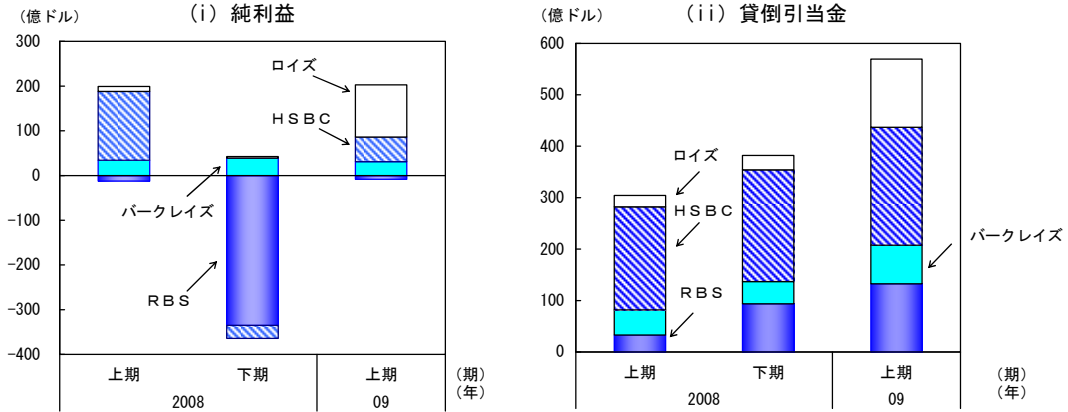 (i) 純利益
(億ドル)
300
200
100
0
-100
-200
-300
-400
ロイズ
HSBC
バークレイズ
RBS
上期
下期
上期
(期)
2008
09
(年)
(ii) 貸倒引当金
(億ドル)
600
500
400
300
200
100
0
ロイズ
HSBC
バークレイズ
RBS
上期
下期
上期
(期)
2008
09
(年)